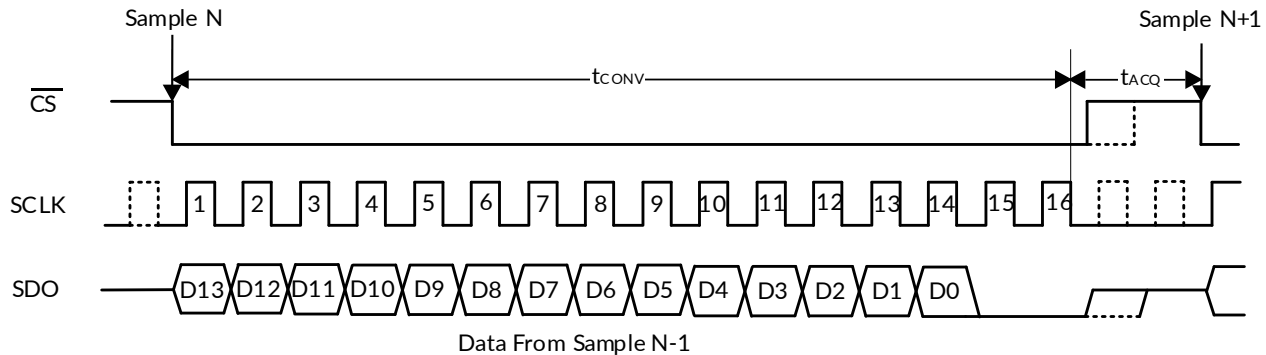 Sample N
Sample N+1
tCONV
tACQ
CS
SCLK
1 2 3 4 5 6 7 8 9 10 11 12 13 14 15 16
SDO
D13 D12 D11 D10 D9 D8 D7 D6 D5 D4 D3 D2 D1 D0
Data From Sample N-1